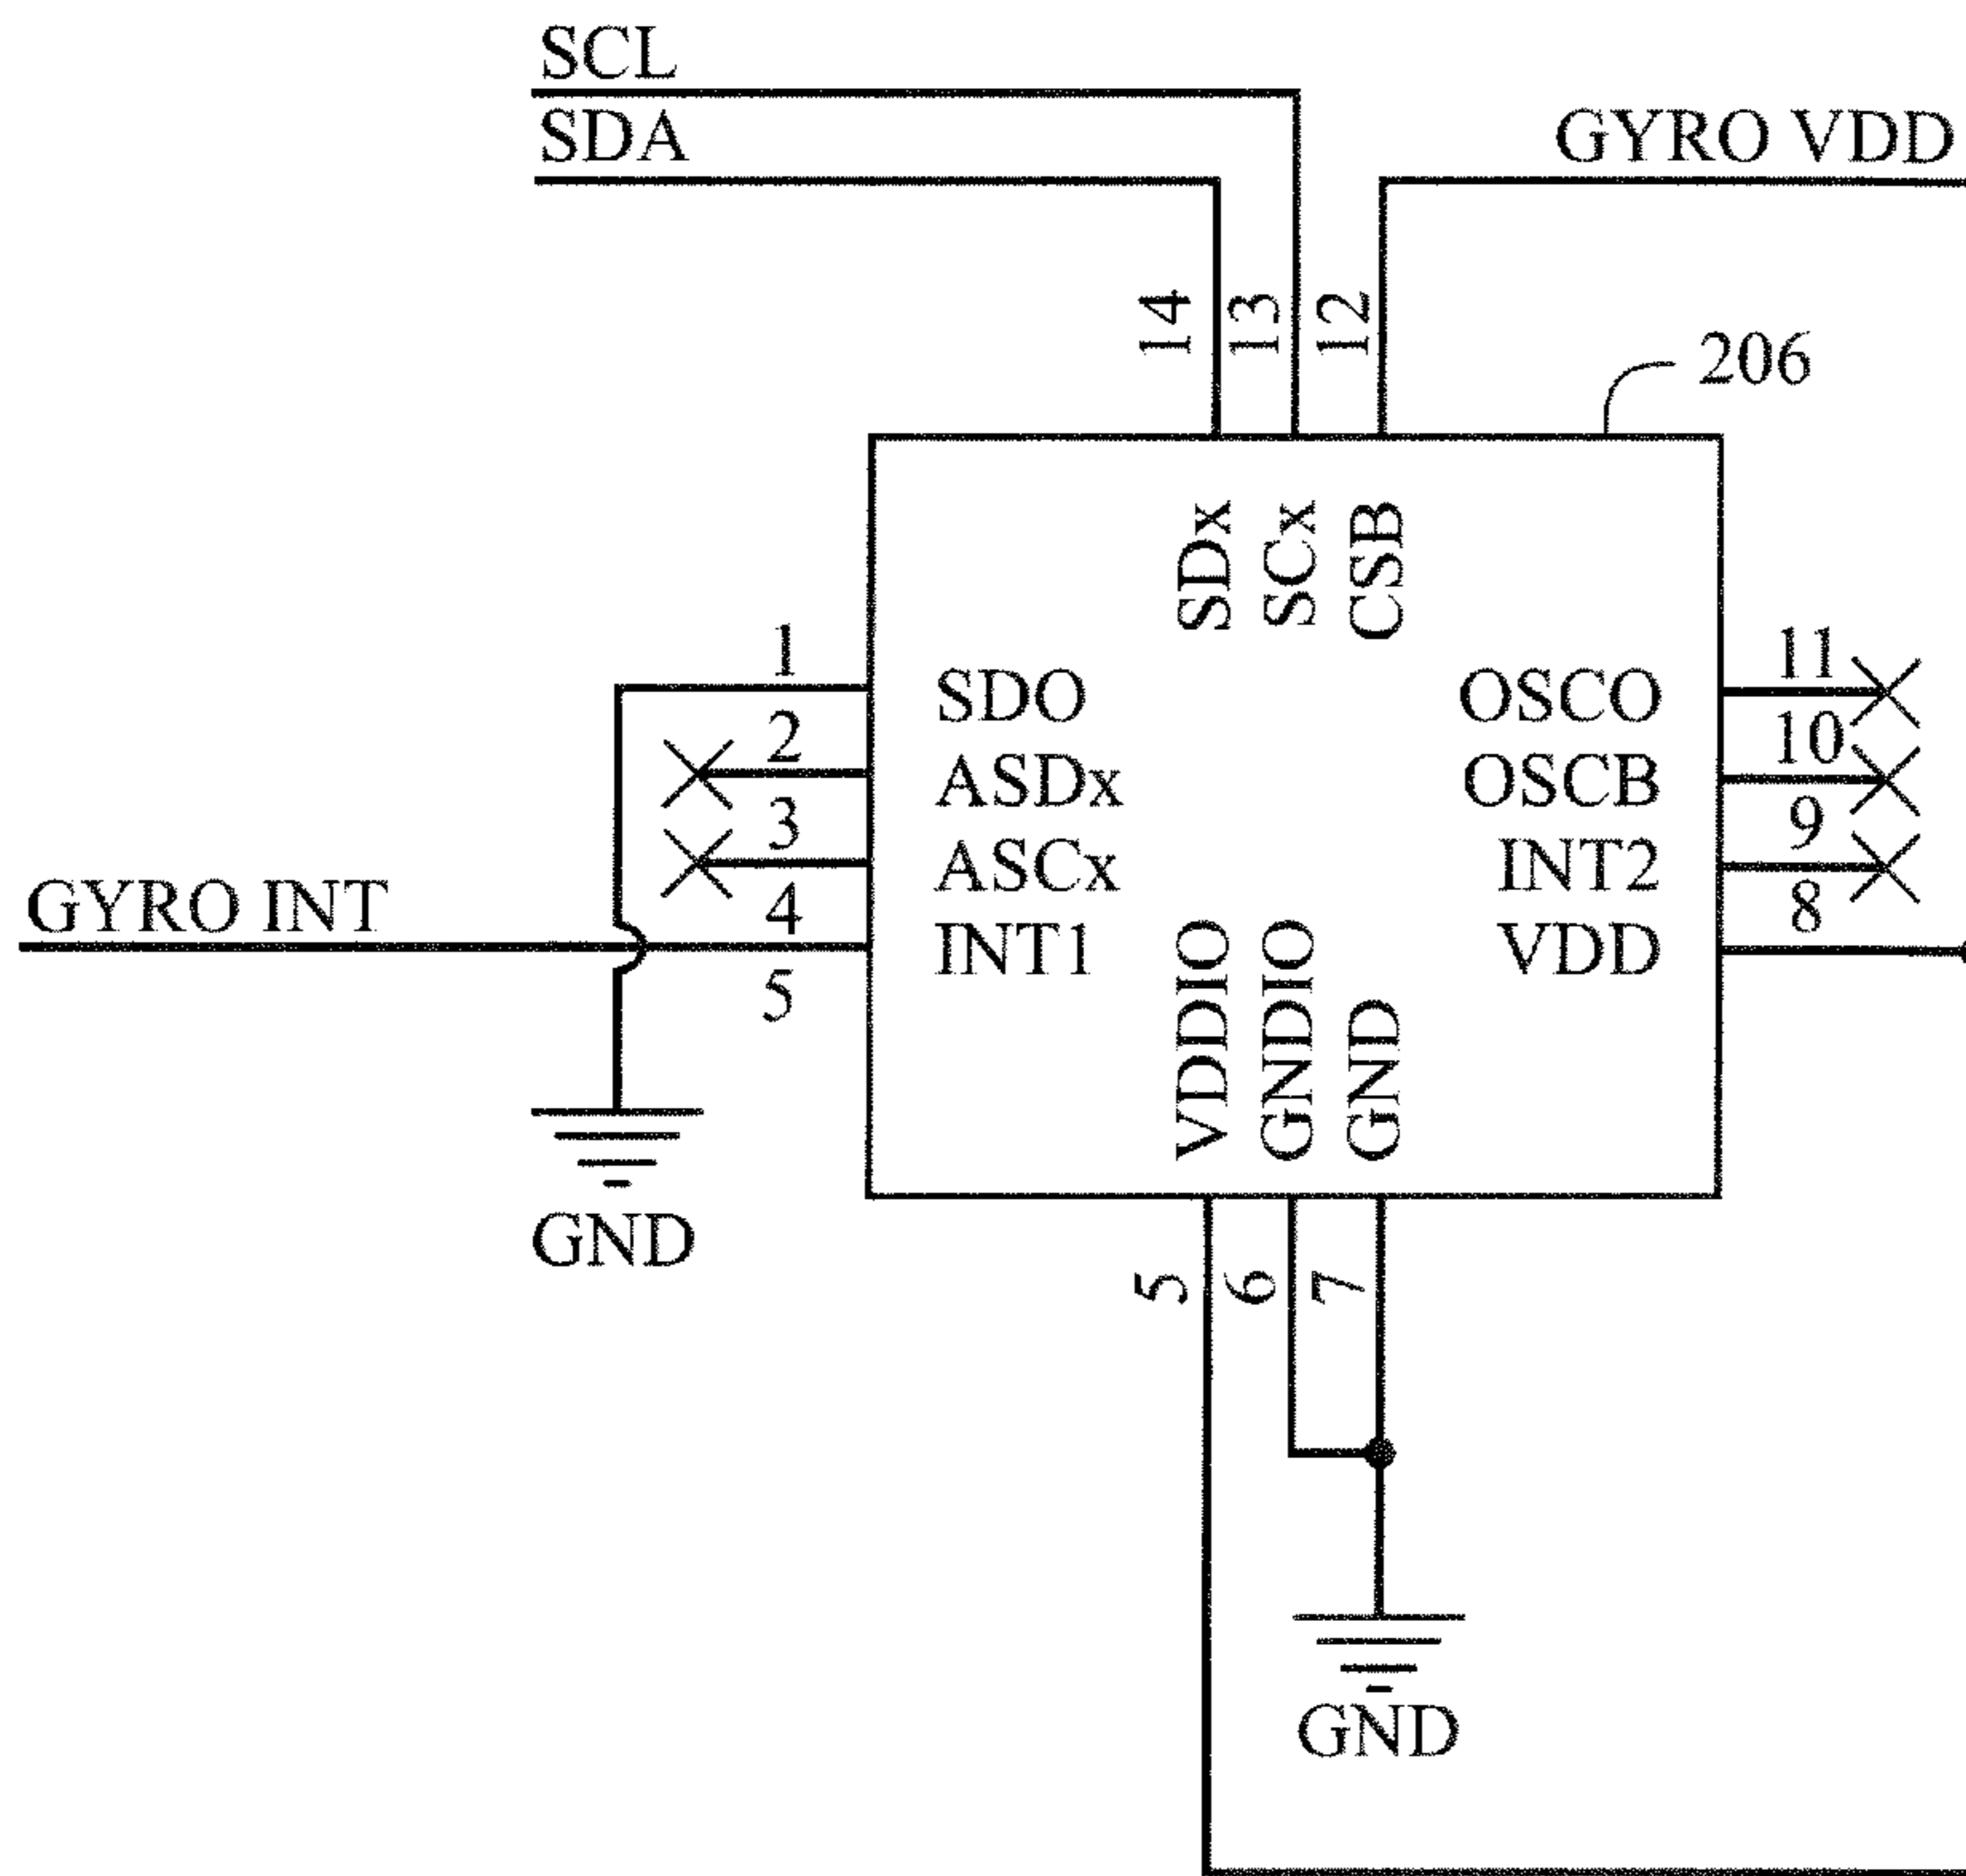 SCL
SDA
GYRO VDD
14
13
12
206
SDx
SCx
CSB
1
SDO
OSCO
11
2
ASDx
OSCB
10
3
ASCx
INT2
9
GYRO INT
4
INT1
VDD
8
5
VDDIO
GNDIO
GND
GND
5
6
7
GND